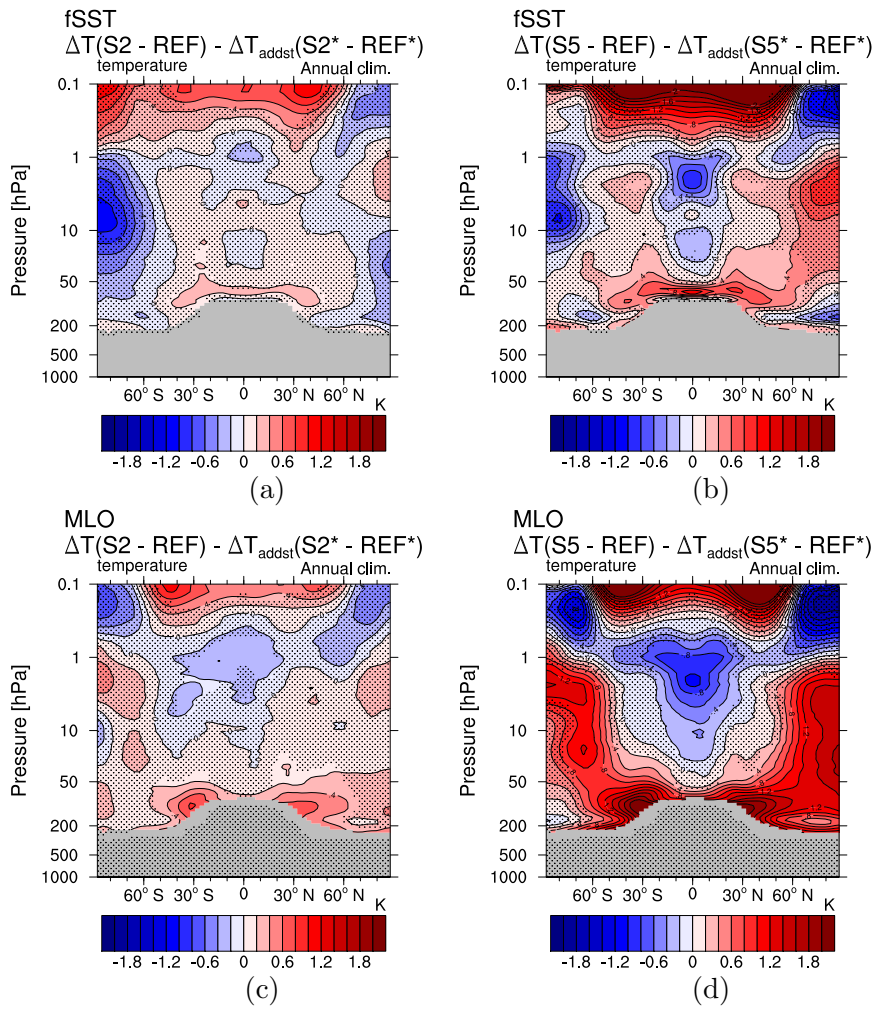 fSST
ΔT(S2 - REF) - ΔT_addst(S2* - REF*)
temperature Annual clim.
0.1
1
10
50
200
500
1000
Pressure [hPa]
60° S 30° S 0 30° N 60° N
K
-1.8 -1.2 -0.6 0 0.6 1.2 1.8
(a)
fSST
ΔT(S5 - REF) - ΔT_addst(S5* - REF*)
temperature Annual clim.
0.1
1
10
50
200
500
1000
Pressure [hPa]
60° S 30° S 0 30° N 60° N
K
-1.8 -1.2 -0.6 0 0.6 1.2 1.8
(b)
MLO
ΔT(S2 - REF) - ΔT_addst(S2* - REF*)
temperature Annual clim.
0.1
1
10
50
200
500
1000
Pressure [hPa]
60° S 30° S 0 30° N 60° N
K
-1.8 -1.2 -0.6 0 0.6 1.2 1.8
(c)
MLO
ΔT(S5 - REF) - ΔT_addst(S5* - REF*)
temperature Annual clim.
0.1
1
10
50
200
500
1000
Pressure [hPa]
60° S 30° S 0 30° N 60° N
K
-1.8 -1.2 -0.6 0 0.6 1.2 1.8
(d)